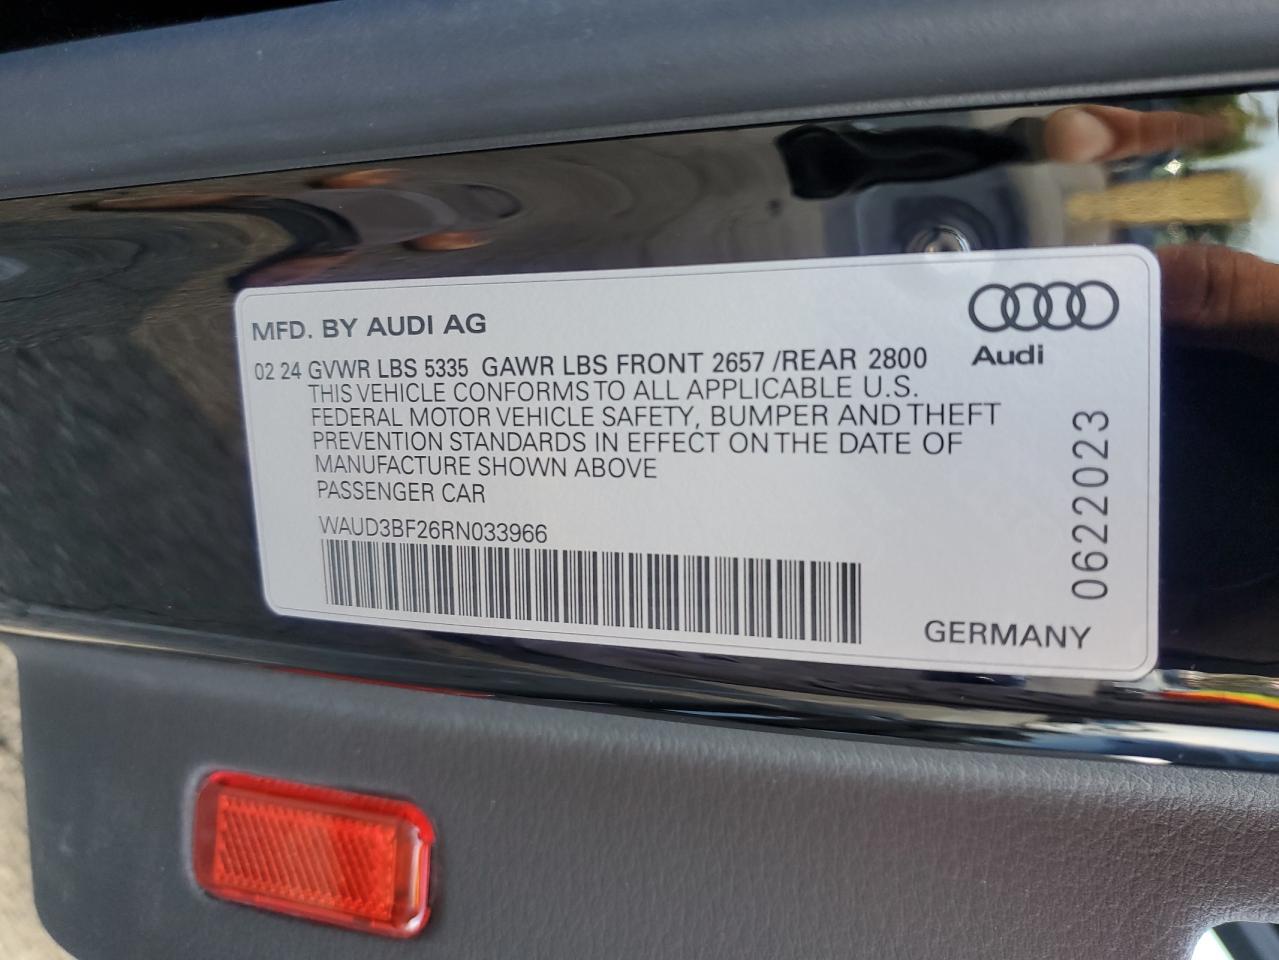 MFD. BY AUDI AG
Audi
02 24 GVWR LBS 5335 GAWR LBS FRONT 2657 /REAR 2800
THIS VEHICLE CONFORMS TO ALL APPLICABLE U.S.
FEDERAL MOTOR VEHICLE SAFETY, BUMPER AND THEFT
PREVENTION STANDARDS IN EFFECT ON THE DATE OF
MANUFACTURE SHOWN ABOVE
PASSENGER CAR
WAUD3BF26RN033966
0622023
GERMANY